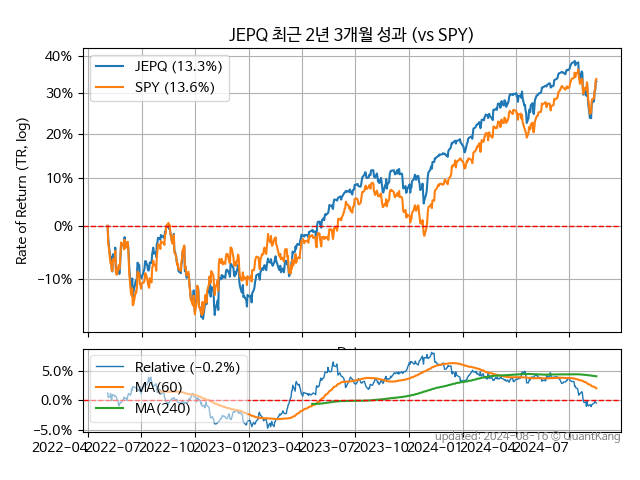 JEPQ 최근 2년 3개월 성과 (vs SPY)
Rate of Return (TR, log)
40%
30%
20%
10%
0%
−10%
JEPQ (13.3%)
SPY (13.6%)
5.0%
0.0%
−5.0%
Relative (−0.2%)
MA(60)
MA(240)
updated: 2024-08-16 © QuantKang
2022-04 2022-07 2022-10 2023-01 2023-04 2023-07 2023-10 2024-01 2024-04 2024-07